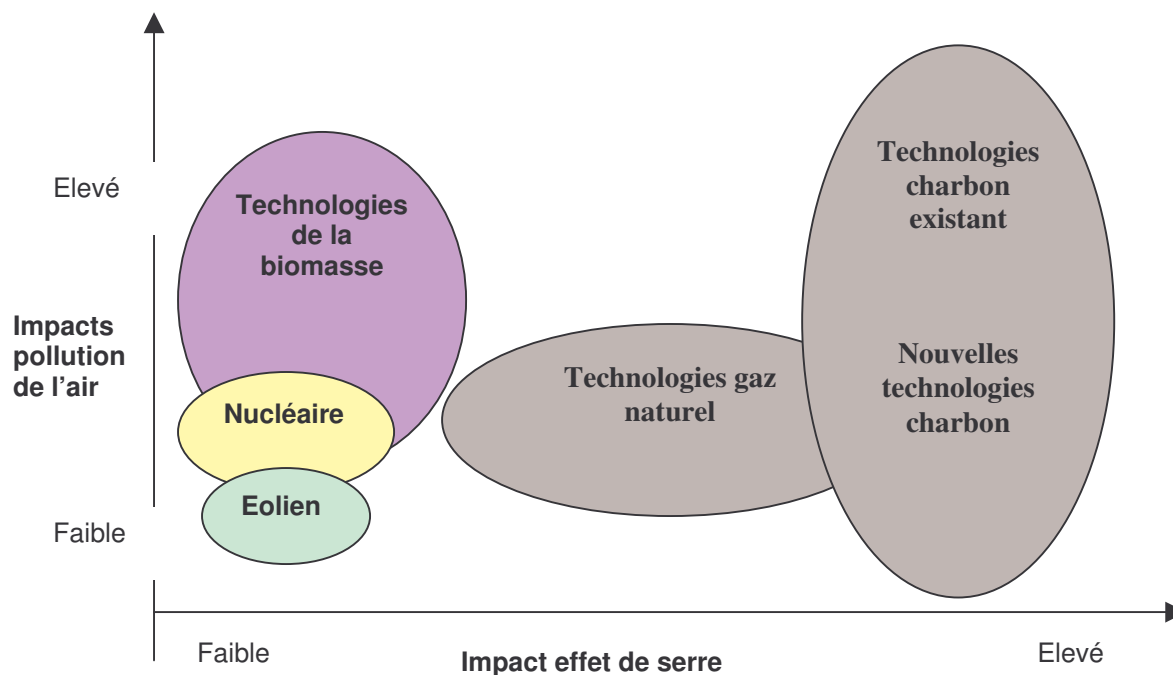 Elevé
Impacts
pollution
de l'air
Faible
Technologies
de la
biomasse
Nucléaire
Eolien
Technologies gaz
naturel
Technologies
charbon
existant
Nouvelles
technologies
charbon
Faible
Impact effet de serre
Elevé